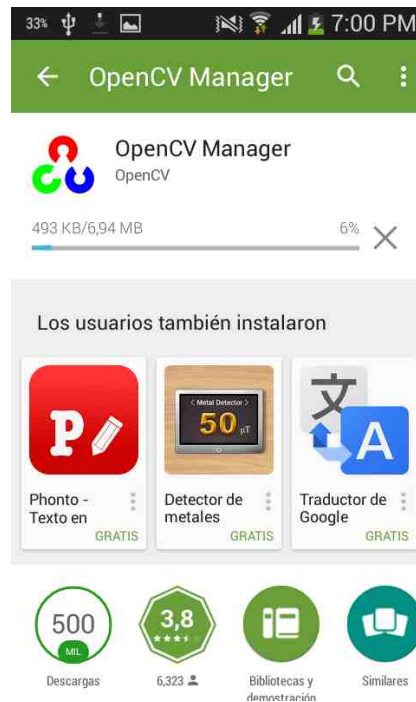 33% 7:00 PM
OpenCV Manager
OpenCV Manager
OpenCV
493 KB/6,94 MB 6%
Los usuarios también instalaron
P
Metal Detector
50 µT
文
A
Phonto -
Texto en
GRATIS
Detector de
metales
GRATIS
Traductor de
Google
GRATIS
500
MIL
3,8
Descargas
6,323
Bibliotecas y
demostración
Similares